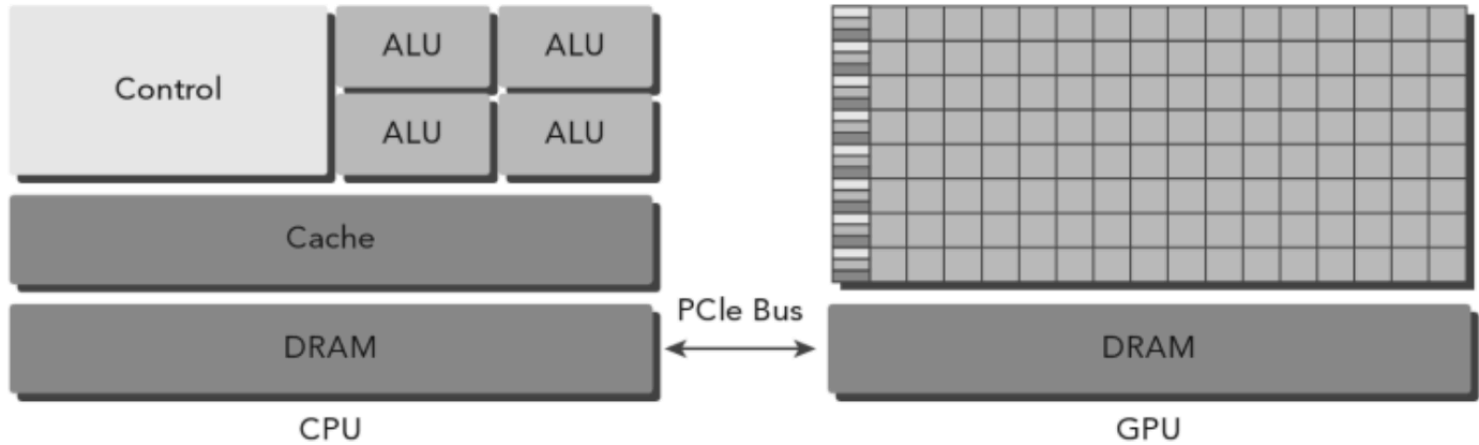 Control
ALU
ALU
ALU
ALU
Cache
DRAM
CPU
PCIe Bus
DRAM
GPU